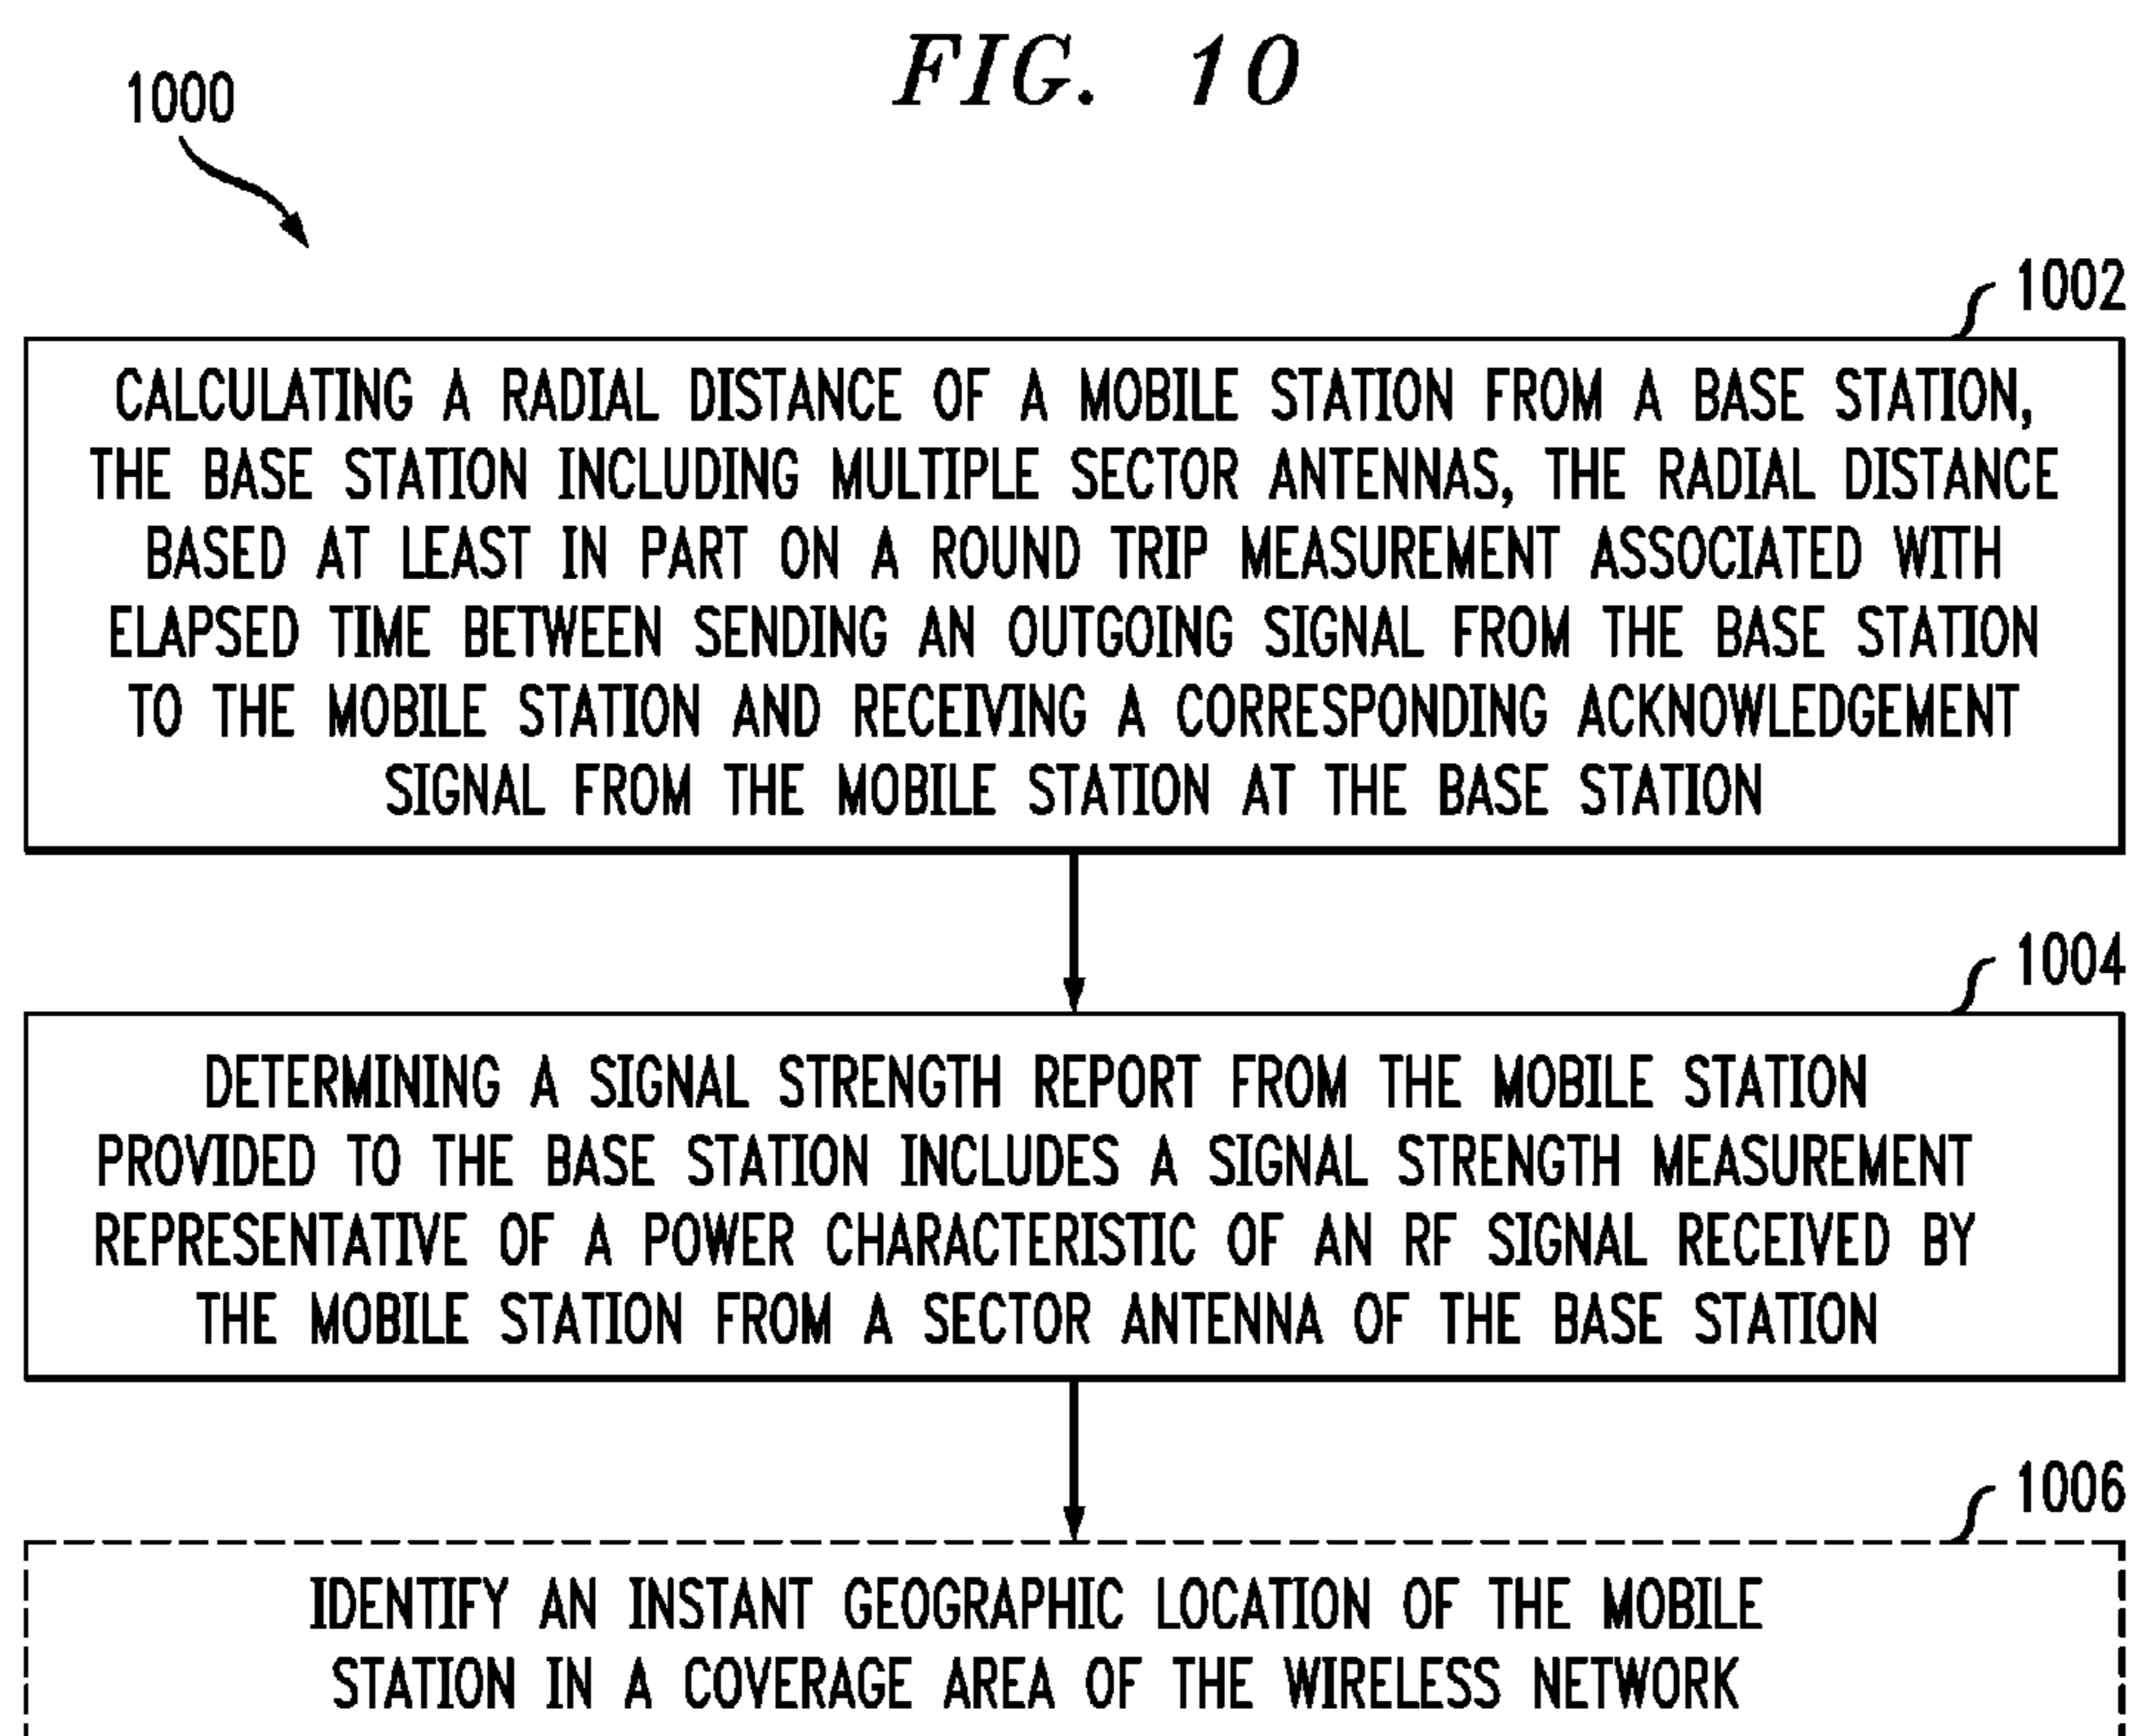 FIG. 10
1000
1002
CALCULATING A RADIAL DISTANCE OF A MOBILE STATION FROM A BASE STATION,
THE BASE STATION INCLUDING MULTIPLE SECTOR ANTENNAS, THE RADIAL DISTANCE
BASED AT LEAST IN PART ON A ROUND TRIP MEASUREMENT ASSOCIATED WITH
ELAPSED TIME BETWEEN SENDING AN OUTGOING SIGNAL FROM THE BASE STATION
TO THE MOBILE STATION AND RECEIVING A CORRESPONDING ACKNOWLEDGEMENT
SIGNAL FROM THE MOBILE STATION AT THE BASE STATION
1004
DETERMINING A SIGNAL STRENGTH REPORT FROM THE MOBILE STATION
PROVIDED TO THE BASE STATION INCLUDES A SIGNAL STRENGTH MEASUREMENT
REPRESENTATIVE OF A POWER CHARACTERISTIC OF AN RF SIGNAL RECEIVED BY
THE MOBILE STATION FROM A SECTOR ANTENNA OF THE BASE STATION
1006
IDENTIFY AN INSTANT GEOGRAPHIC LOCATION OF THE MOBILE
STATION IN A COVERAGE AREA OF THE WIRELESS NETWORK